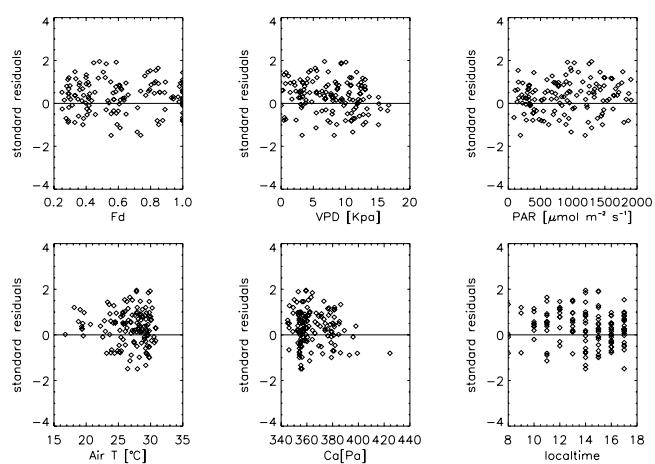 standard residuals
4
2
0
−2
−4
0.2 0.4 0.6 0.8 1.0
Fd
standard resiudals
4
2
0
−2
−4
0 5 10 15 20
VPD [Kpa]
standard residuals
4
2
0
−2
−4
0 500 1000 1500 2000
PAR [μmol m⁻² s⁻¹]
standard residuals
4
2
0
−2
−4
15 20 25 30 35
Air T [°C]
standard residuals
4
2
0
−2
−4
340 360 380 400 420 440
Ca[Pa]
standard residuals
4
2
0
−2
−4
8 10 12 14 16 18
localtime